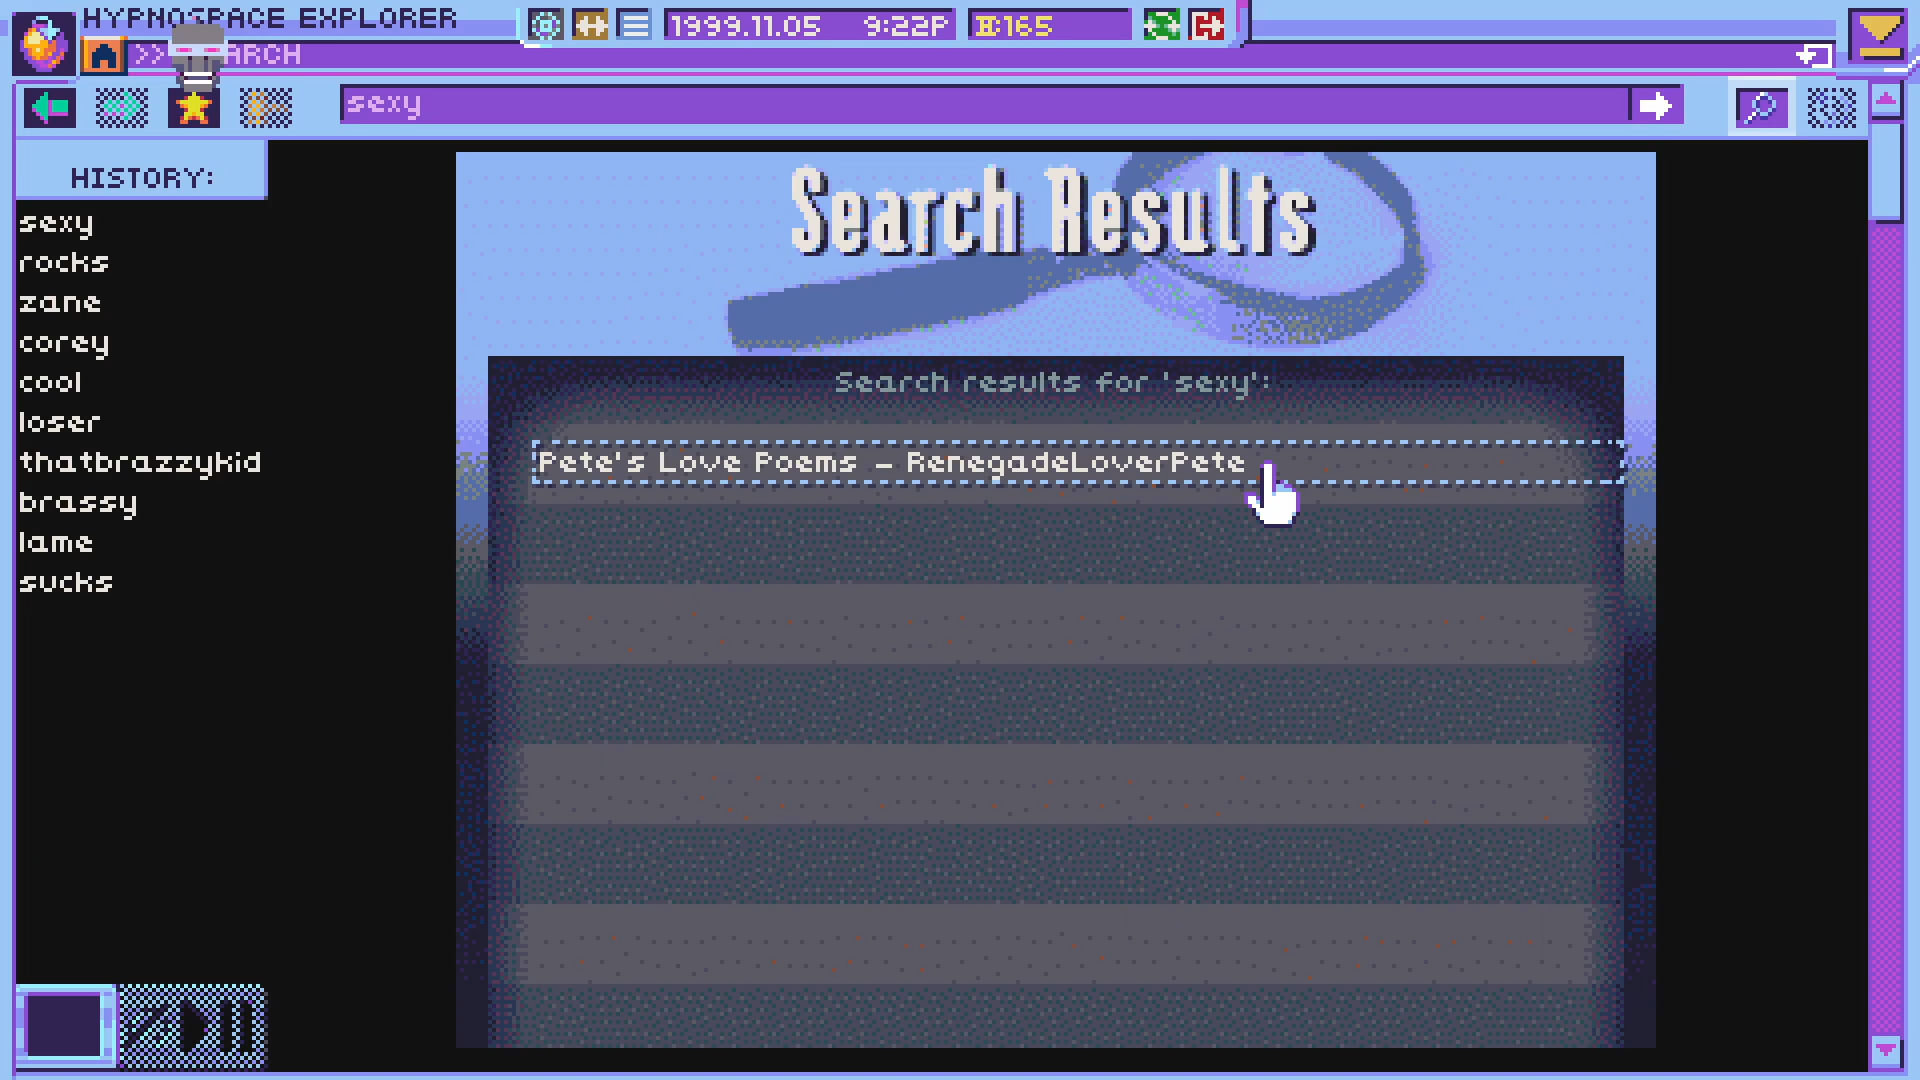 HYPNOSPACE EXPLORER
1999.11.05 9:22P
165
>> ARCH
sexy
HISTORY:
sexy
rocks
zane
corey
cool
loser
thatbrazzykid
brassy
lame
sucks
Search Results
Search results for 'sexy':
Pete's Love Poems - RenegadeLoverPete